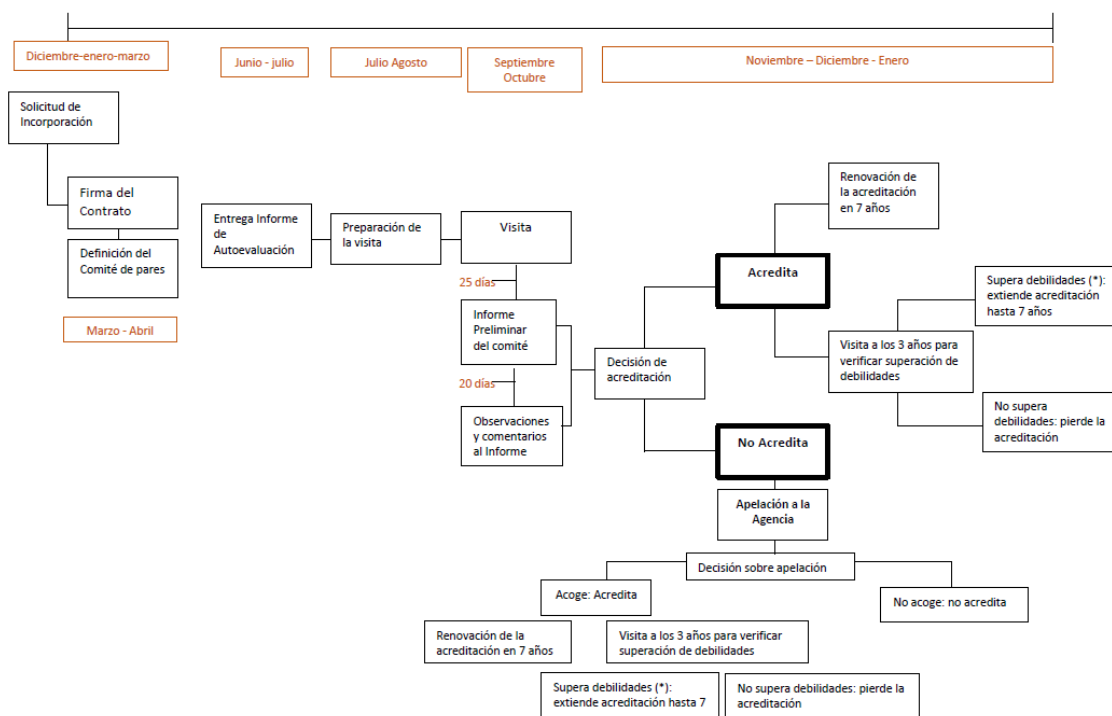 Diciembre-enero-marzo
Junio - julio
Julio Agosto
Septiembre
Octubre
Noviembre – Diciembre - Enero
Solicitud de
Incorporación
Firma del
Contrato
Definición del
Comité de pares
Marzo - Abril
Entrega Informe
de
Autoevaluación
Preparación de
la visita
Visita
25 días
Informe
Preliminar
del comité
20 días
Observaciones
y comentarios
al Informe
Decisión de
acreditación
Acredita
Renovación de
la acreditación
en 7 años
Visita a los 3 años para
verificar superación de
debilidades
Supera debilidades (*):
extiende acreditación
hasta 7 años
No supera
debilidades: pierde la
acreditación
No Acredita
Apelación a la
Agencia
Decisión sobre apelación
Acoge: Acredita
No acoge: no acredita
Renovación de la
acreditación en 7 años
Visita a los 3 años para verificar
superación de debilidades
Supera debilidades (*):
extiende acreditación hasta 7
No supera debilidades: pierde la
acreditación